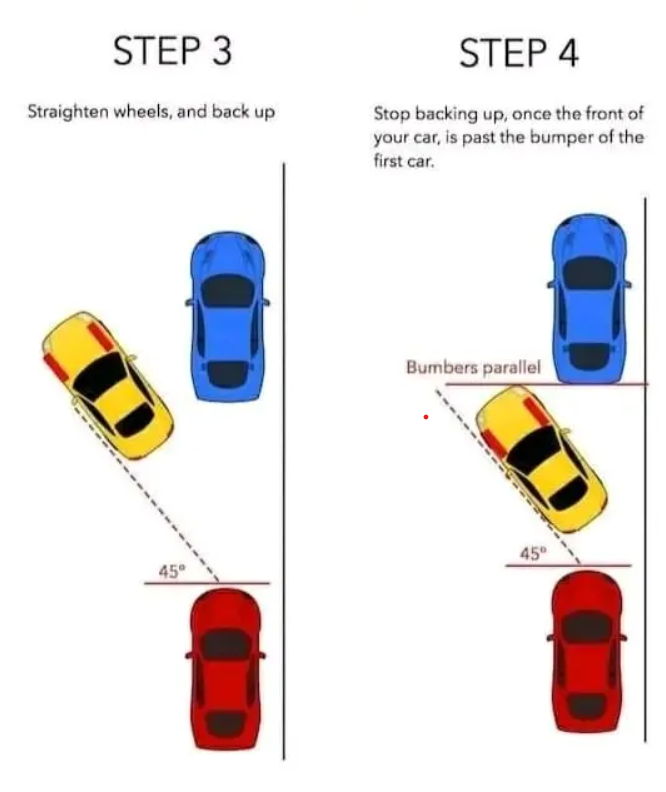 STEP 3
Straighten wheels, and back up
45°
STEP 4
Stop backing up, once the front of
your car, is past the bumper of the
first car.
Bumbers parallel
45°